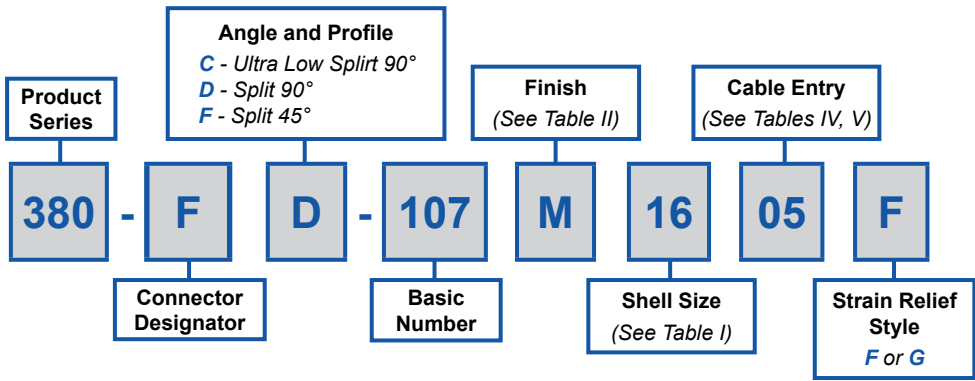 Angle and Profile
C - Ultra Low Splirt 90°
D - Split 90°
F - Split 45°
Product
Series
Finish
(See Table II)
Cable Entry
(See Tables IV, V)
380 - F D - 107 M 16 05 F
Connector
Designator
Basic
Number
Shell Size
(See Table I)
Strain Relief
Style
F or G